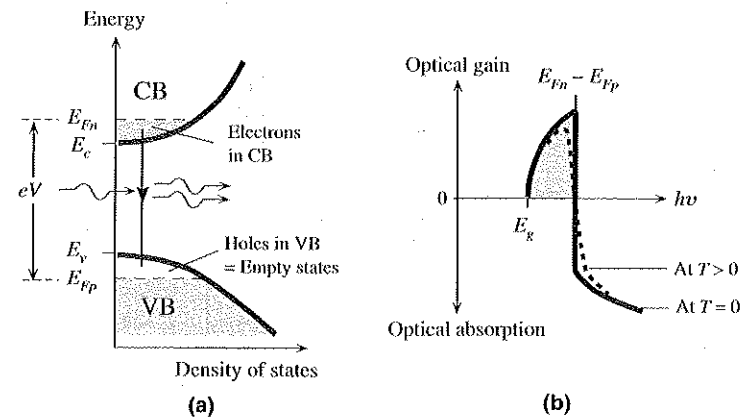 Energy
CB
E_Fn
E_c
Electrons
in CB
eV
E_v
Holes in VB
= Empty states
E_Fp
VB
Density of states
(a)
Optical gain
E_Fn – E_Fp
0
hυ
E_g
At T > 0
At T = 0
Optical absorption
(b)